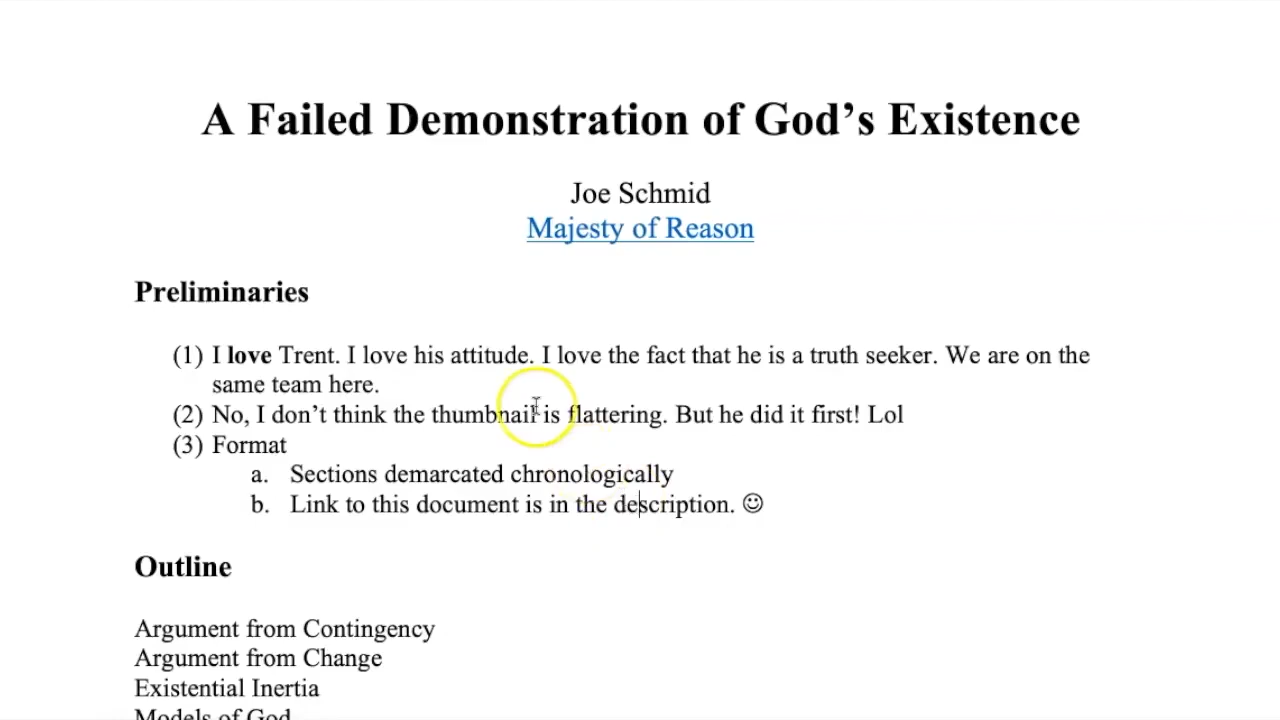 A Failed Demonstration of God’s Existence
Joe Schmid
Majesty of Reason
Preliminaries
(1) I love Trent. I love his attitude. I love the fact that he is a truth seeker. We are on the
same team here.
(2) No, I don’t think the thumbnail is flattering. But he did it first! Lol
(3) Format
a. Sections demarcated chronologically
b. Link to this document is in the description. ☺
Outline
Argument from Contingency
Argument from Change
Existential Inertia
Models of God